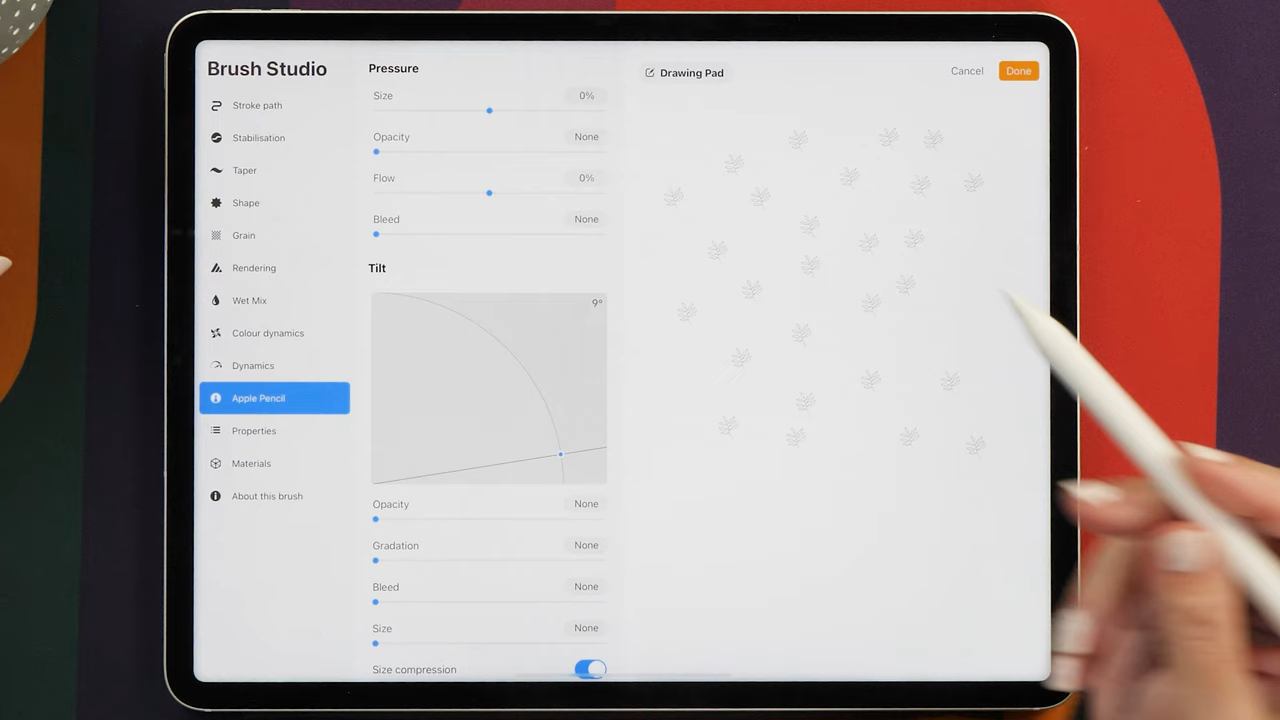 Brush Studio
Stroke path
Stabilisation
Taper
Shape
Grain
Rendering
Wet Mix
Colour dynamics
Dynamics
Apple Pencil
Properties
Materials
About this brush
Pressure
Size 0%
Opacity None
Flow 0%
Bleed None
Tilt
9°
Opacity None
Gradation None
Bleed None
Size None
Size compression
Drawing Pad
Cancel Done